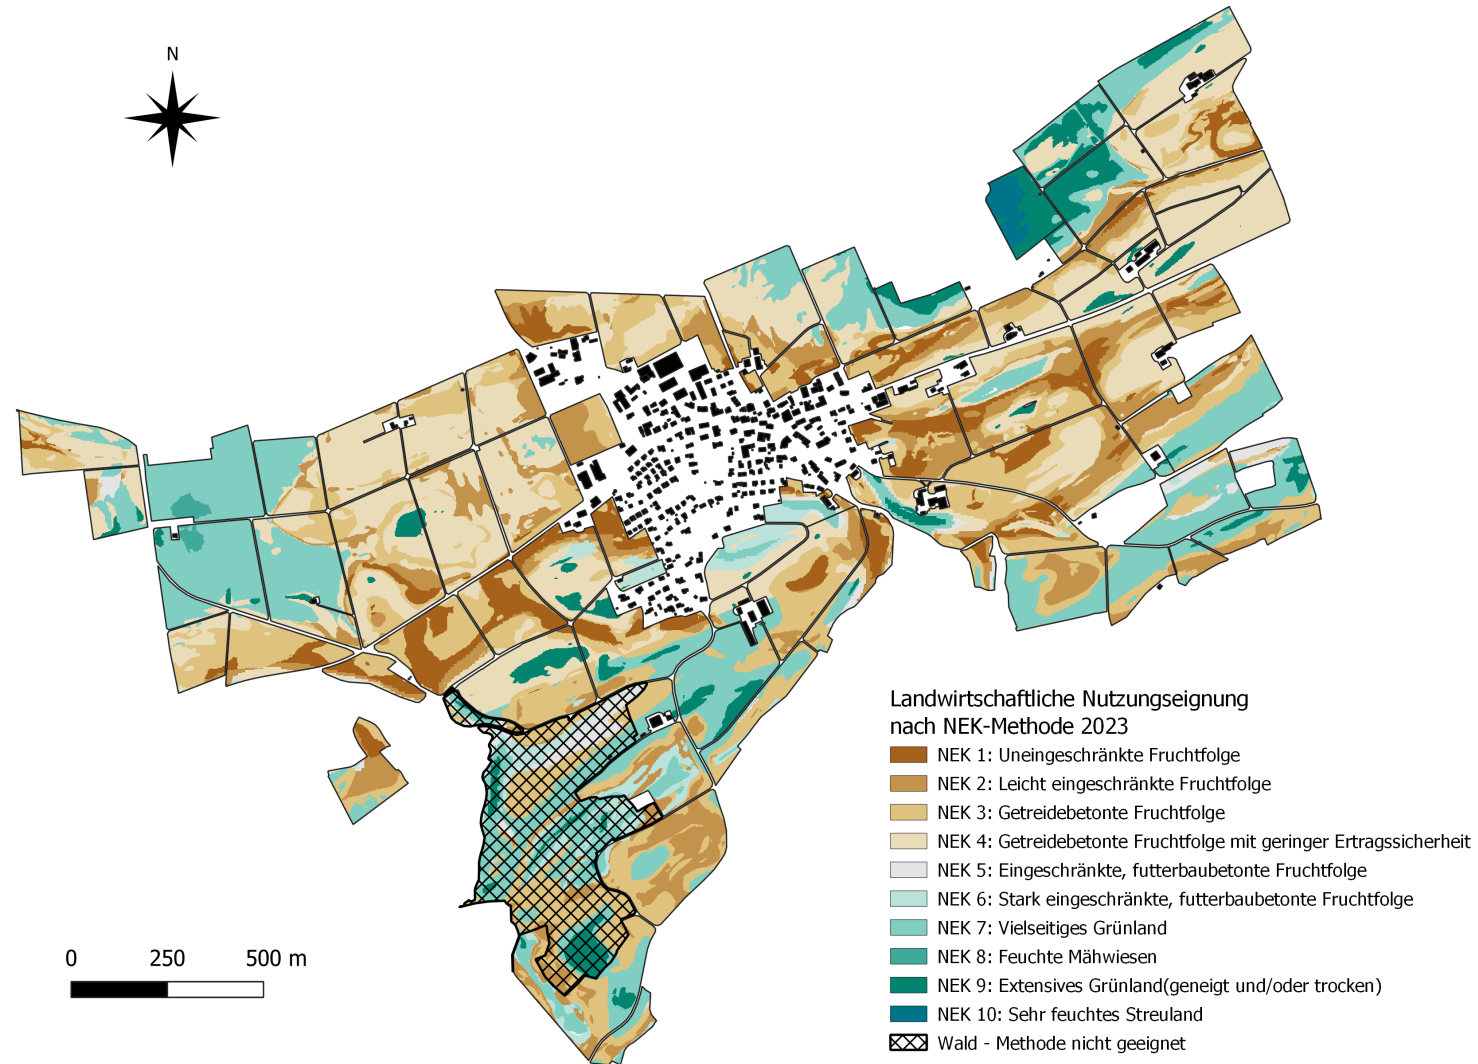 N
0 250 500 m
Landwirtschaftliche Nutzungseignung
nach NEK-Methode 2023
NEK 1: Uneingeschränkte Fruchtfolge
NEK 2: Leicht eingeschränkte Fruchtfolge
NEK 3: Getreidebetonte Fruchtfolge
NEK 4: Getreidebetonte Fruchtfolge mit geringer Ertragssicherheit
NEK 5: Eingeschränkte, futterbaubetonte Fruchtfolge
NEK 6: Stark eingeschränkte, futterbaubetonte Fruchtfolge
NEK 7: Vielseitiges Grünland
NEK 8: Feuchte Mähwiesen
NEK 9: Extensives Grünland(geneigt und/oder trocken)
NEK 10: Sehr feuchtes Streuland
Wald - Methode nicht geeignet